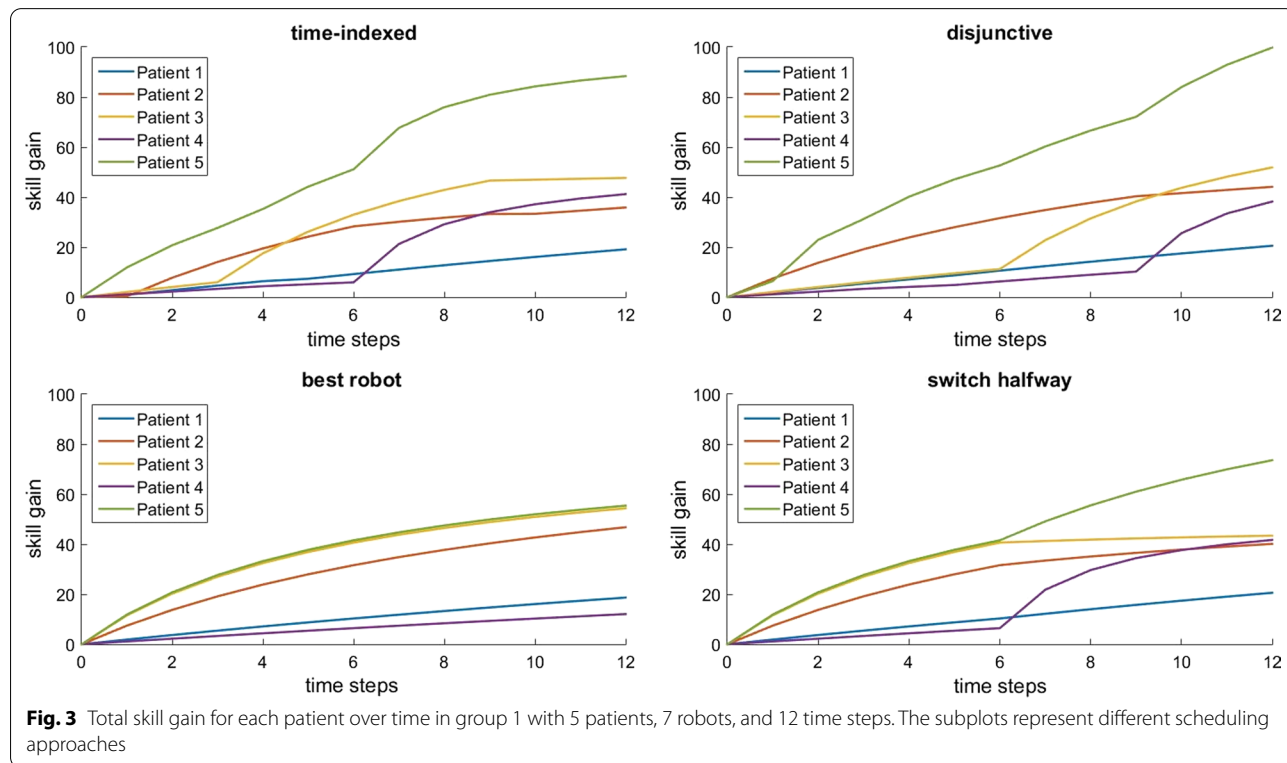 time-indexed
100
80
60
40
20
0
skill gain
Patient 1
Patient 2
Patient 3
Patient 4
Patient 5
0 2 4 6 8 10 12
time steps
disjunctive
100
80
60
40
20
0
skill gain
Patient 1
Patient 2
Patient 3
Patient 4
Patient 5
0 2 4 6 8 10 12
time steps
best robot
100
80
60
40
20
0
skill gain
Patient 1
Patient 2
Patient 3
Patient 4
Patient 5
0 2 4 6 8 10 12
time steps
switch halfway
100
80
60
40
20
0
skill gain
Patient 1
Patient 2
Patient 3
Patient 4
Patient 5
0 2 4 6 8 10 12
time steps
Fig. 3 Total skill gain for each patient over time in group 1 with 5 patients, 7 robots, and 12 time steps. The subplots represent different scheduling
approaches